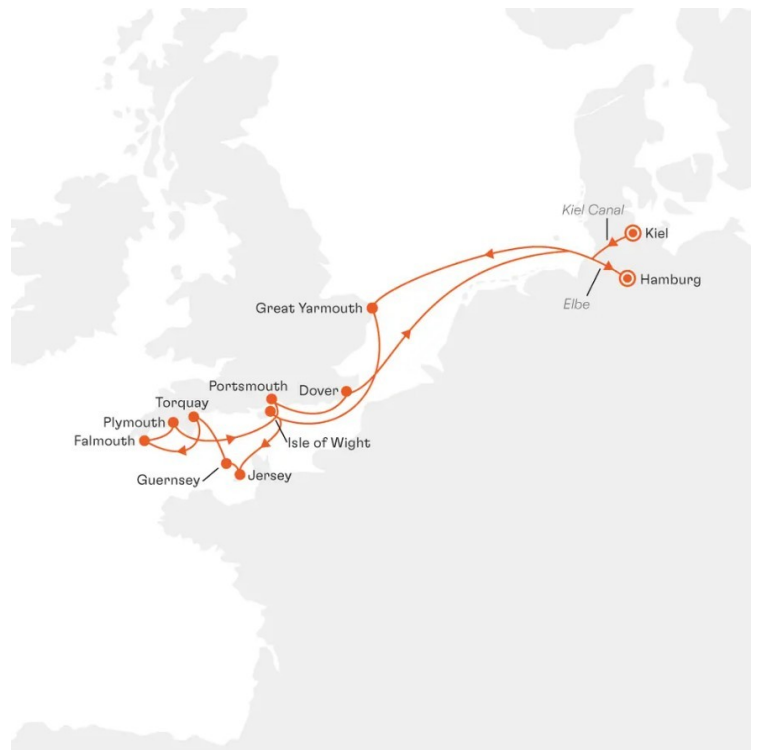 Kiel Canal
Kiel
Hamburg
Elbe
Great Yarmouth
Portsmouth
Dover
Torquay
Plymouth
Falmouth
Isle of Wight
Guernsey
Jersey